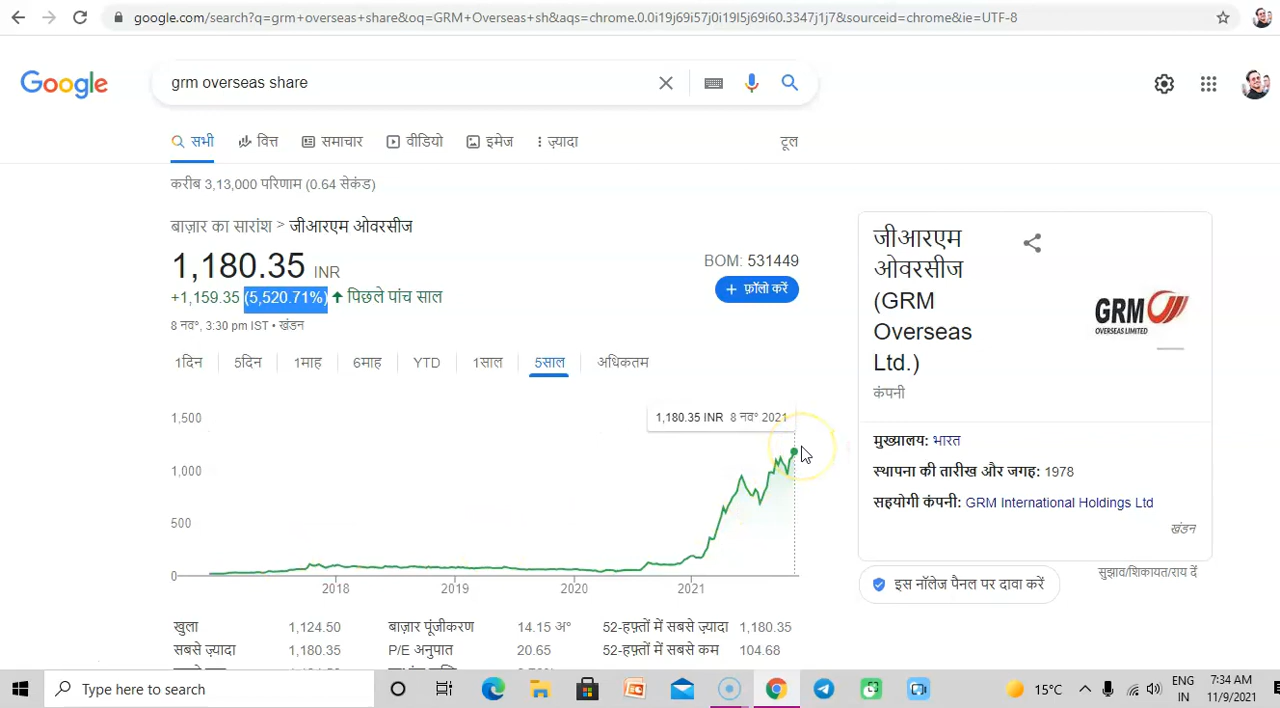 google.com/search?q=grm+overseas+share&oq=GRM+Overseas+sh&aqs=chrome.0.0i19j69i57j0i19l5j69i60.3347j1j7&sourceid=chrome&ie=UTF-8
Google
grm overseas share
सभी
वित्त
समाचार
वीडियो
इमेज
ज़्यादा
टूल
करीब 3,13,000 परिणाम (0.64 सेकंड)
बाज़ार का सारांश > जीआरएम ओवरसीज
1,180.35 INR
+1,159.35 (5,520.71%) पिछले पांच साल
8 नव॰, 3:30 pm IST • खंडन
BOM: 531449
+ फ़ॉलो करें
1दिन
5दिन
1माह
6माह
YTD
1साल
5साल
अधिकतम
1,180.35 INR 8 नव॰ 2021
1,500
1,000
500
0
2018
2019
2020
2021
खुला 1,124.50
बाज़ार पूंजीकरण 14.15 अ॰
52-हफ़्तों में सबसे ज़्यादा 1,180.35
सबसे ज़्यादा 1,180.35
P/E अनुपात 20.65
52-हफ़्तों में सबसे कम 104.68
जीआरएम
ओवरसीज
(GRM
Overseas
Ltd.)
कंपनी
GRM
OVERSEAS LIMITED
मुख्यालय: भारत
स्थापना की तारीख और जगह: 1978
सहयोगी कंपनी: GRM International Holdings Ltd
खंडन
इस नॉलेज पैनल पर दावा करें
सुझाव/शिकायत/राय दें
Type here to search
15°C
ENG
IN
7:34 AM
11/9/2021